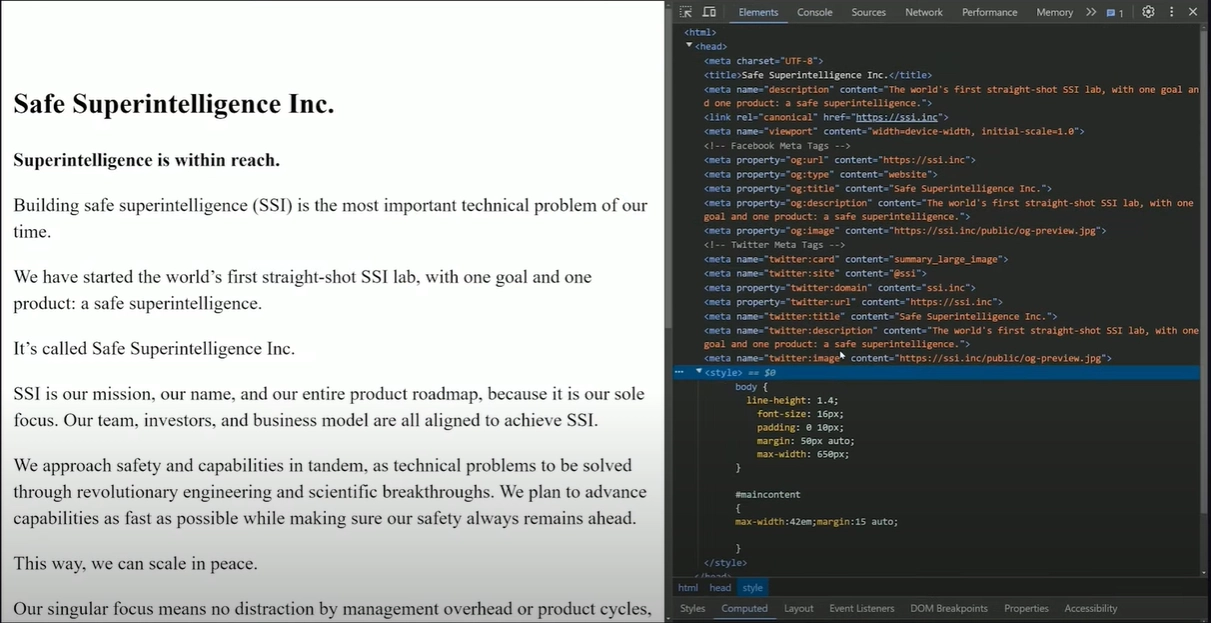 Safe Superintelligence Inc.
Superintelligence is within reach.
Building safe superintelligence (SSI) is the most important technical problem of our
time.
We have started the world’s first straight-shot SSI lab, with one goal and one
product: a safe superintelligence.
It’s called Safe Superintelligence Inc.
SSI is our mission, our name, and our entire product roadmap, because it is our sole
focus. Our team, investors, and business model are all aligned to achieve SSI.
We approach safety and capabilities in tandem, as technical problems to be solved
through revolutionary engineering and scientific breakthroughs. We plan to advance
capabilities as fast as possible while making sure our safety always remains ahead.
This way, we can scale in peace.
Our singular focus means no distraction by management overhead or product cycles,
Elements Console Sources Network Performance Memory 1
<html>
<head>
<meta charset="UTF-8">
<title>Safe Superintelligence Inc.</title>
<meta name="description" content="The world's first straight-shot SSI lab, with one goal an
d one product: a safe superintelligence.">
<link rel="canonical" href="https://ssi.inc">
<meta name="viewport" content="width=device-width, initial-scale=1.0">
<!-- Facebook Meta Tags -->
<meta property="og:url" content="https://ssi.inc">
<meta property="og:type" content="website">
<meta property="og:title" content="Safe Superintelligence Inc.">
<meta property="og:description" content="The world's first straight-shot SSI lab, with one
goal and one product: a safe superintelligence.">
<meta property="og:image" content="https://ssi.inc/public/og-preview.jpg">
<!-- Twitter Meta Tags -->
<meta name="twitter:card" content="summary_large_image">
<meta name="twitter:site" content="@ssi">
<meta property="twitter:domain" content="ssi.inc">
<meta property="twitter:url" content="https://ssi.inc">
<meta name="twitter:title" content="Safe Superintelligence Inc.">
<meta name="twitter:description" content="The world's first straight-shot SSI lab, with one
goal and one product: a safe superintelligence.">
<meta name="twitter:image" content="https://ssi.inc/public/og-preview.jpg">
<style> == $0
body {
line-height: 1.4;
font-size: 16px;
padding: 0 10px;
margin: 50px auto;
max-width: 650px;
}
#maincontent
{
max-width:42em;margin:15 auto;
}
</style>
</head>
html head style
Styles Computed Layout Event Listeners DOM Breakpoints Properties Accessibility